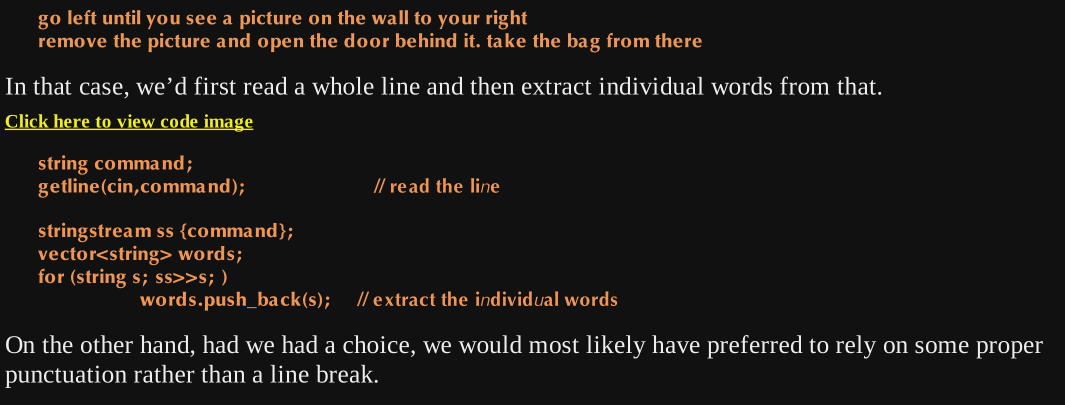 go left until you see a picture on the wall to your right
remove the picture and open the door behind it. take the bag from there
In that case, we’d first read a whole line and then extract individual words from that.
Click here to view code image
string command;
getline(cin,command); // read the line
stringstream ss {command};
vector<string> words;
for (string s; ss>>s; )
words.push_back(s); // extract the individual words
On the other hand, had we had a choice, we would most likely have preferred to rely on some proper
punctuation rather than a line break.